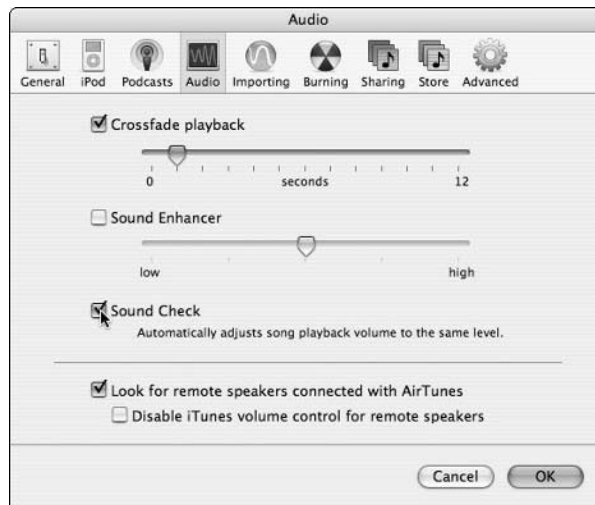 Audio
General iPod Podcasts Audio Importing Burning Sharing Store Advanced
Crossfade playback
0 seconds 12
Sound Enhancer
low high
Sound Check
Automatically adjusts song playback volume to the same level.
Look for remote speakers connected with AirTunes
Disable iTunes volume control for remote speakers
Cancel OK